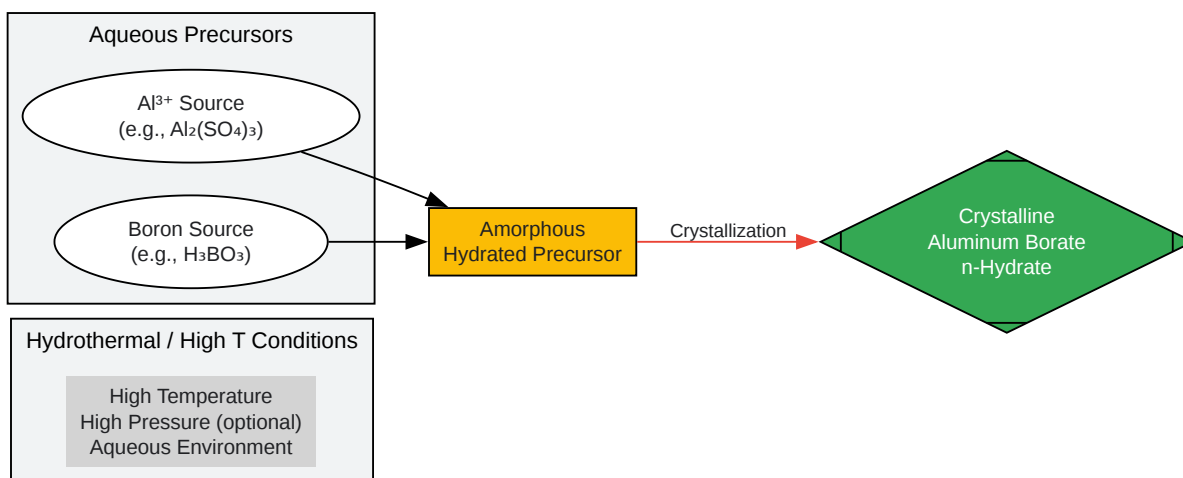 Aqueous Precursors
Al³⁺ Source
(e.g., Al₂(SO₄)₃)
Boron Source
(e.g., H₃BO₃)
Amorphous
Hydrated Precursor
Crystallization
Crystalline
Aluminum Borate
n-Hydrate
Hydrothermal / High T Conditions
High Temperature
High Pressure (optional)
Aqueous Environment